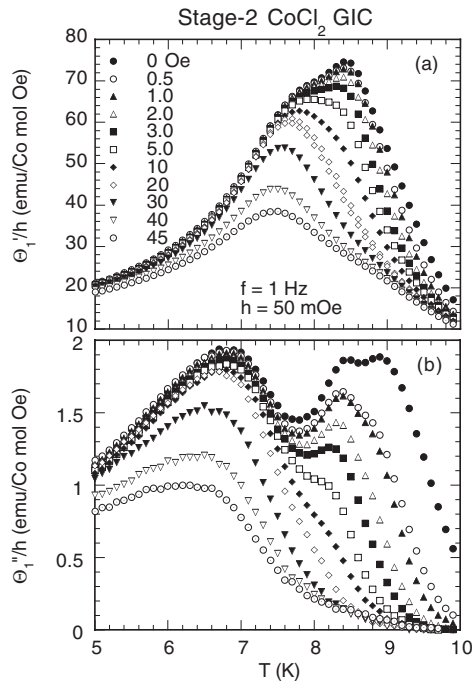 Stage-2 CoCl₂ GIC
80
70
60
50
40
30
20
10
Θ₁'/h (emu/Co mol Oe)
(a)
0 Oe
0.5
1.0
2.0
3.0
5.0
10
20
30
40
45
f = 1 Hz
h = 50 mOe
2
1.5
1
0.5
0
Θ₁''/h (emu/Co mol Oe)
(b)
5 6 7 8 9 10
T (K)